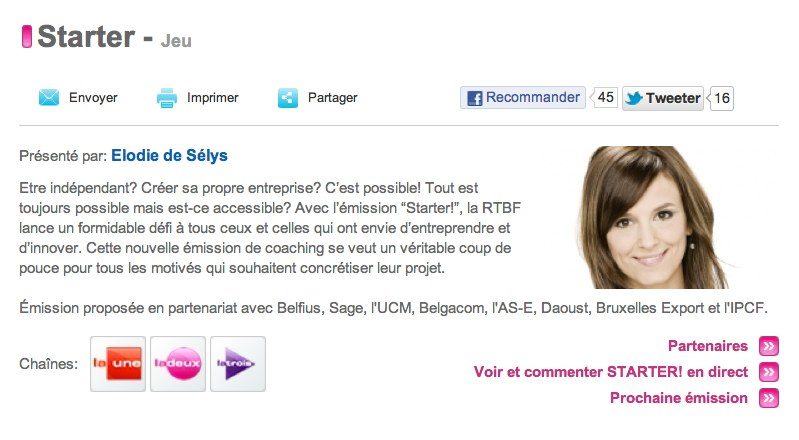 Starter - Jeu
Envoyer Imprimer Partager Recommander 45 Tweeter 16
Présenté par: Elodie de Sélys
Etre indépendant? Créer sa propre entreprise? C’est possible! Tout est
toujours possible mais est-ce accessible? Avec l’émission “Starter!”, la RTBF
lance un formidable défi à tous ceux et celles qui ont envie d’entreprendre et
d’innover. Cette nouvelle émission de coaching se veut un véritable coup de
pouce pour tous les motivés qui souhaitent concrétiser leur projet.
Émission proposée en partenariat avec Belfius, Sage, l'UCM, Belgacom, l'AS-E, Daoust, Bruxelles Export et l'IPCF.
Chaînes: la une la deux la trois
Partenaires
Voir et commenter STARTER! en direct
Prochaine émission